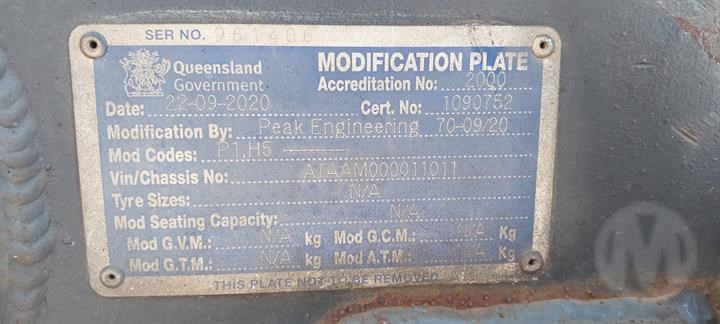 SER NO. 961406
Queensland Government
MODIFICATION PLATE
Accreditation No: 2000
Date: 22-09-2020 Cert. No: 1090752
Modification By: Peak Engineering 70-09/20
Mod Codes: P1,H5
Vin/Chassis No: ATAAM000011011
Tyre Sizes: N/A
Mod Seating Capacity: N/A
Mod G.V.M.: N/A kg Mod G.C.M.: N/A Kg
Mod G.T.M.: N/A kg Mod A.T.M.: N/A Kg
THIS PLATE NOT TO BE REMOVED
M